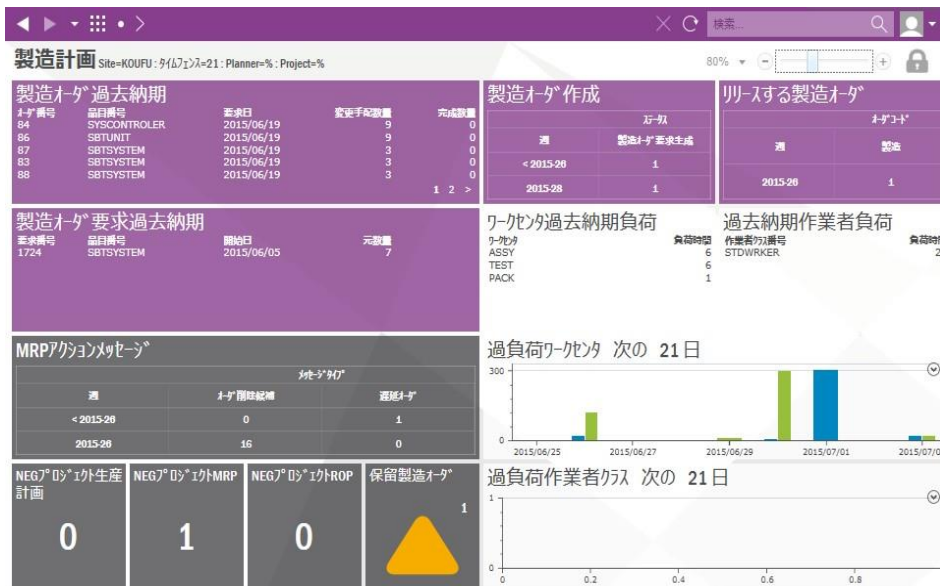 検索...
製造計画 Site=KOUFU : ﾀｲﾑﾌｪﾝｽ=21 : Planner=% : Project=%
80%
製造ｵｰﾀﾞ過去納期
ｵｰﾀﾞ番号 品目番号 要求日 変更手配数量 完成数量
84 SYSCONTROLER 2015/06/19 9 0
86 SBTUNIT 2015/06/19 9 0
87 SBTSYSTEM 2015/06/19 3 0
83 SBTSYSTEM 2015/06/19 3 0
88 SBTSYSTEM 2015/06/19 3 0
1 2 >
製造ｵｰﾀﾞ作成
ｽﾃｰﾀｽ
週 製造ｵｰﾀﾞ要求生成
< 2015-26 1
2015-28 1
ﾘﾘｰｽする製造ｵｰﾀﾞ
ｵｰﾀﾞｺｰﾄﾞ
週 製造
2015-26 1
製造ｵｰﾀﾞ要求過去納期
要求番号 品目番号 開始日 元数量
1724 SBTSYSTEM 2015/06/05 7
ﾜｰｸｾﾝﾀ過去納期負荷
ﾜｰｸｾﾝﾀ 負荷時間
ASSY 6
TEST 6
PACK 1
過去納期作業者負荷
作業者ｸﾗｽ番号 負荷時間
STDWRKER 2
MRPｱｸｼｮﾝﾒｯｾｰｼﾞ
ﾒｯｾｰｼﾞﾀｲﾌﾟ
週 ｵｰﾀﾞ削除候補 遅延ｵｰﾀﾞ
< 2015-26 0 1
2015-26 16 0
過負荷ﾜｰｸｾﾝﾀ 次の 21日
300
0
2015/06/25 2015/06/27 2015/06/29 2015/07/01 2015/07/0
NEGﾌﾟﾛｼﾞｪｸﾄ生産計画
0
NEGﾌﾟﾛｼﾞｪｸﾄMRP
1
NEGﾌﾟﾛｼﾞｪｸﾄROP
0
保留製造ｵｰﾀﾞ
1
過負荷作業者ｸﾗｽ 次の 21日
1
0
0 0.2 0.4 0.6 0.8